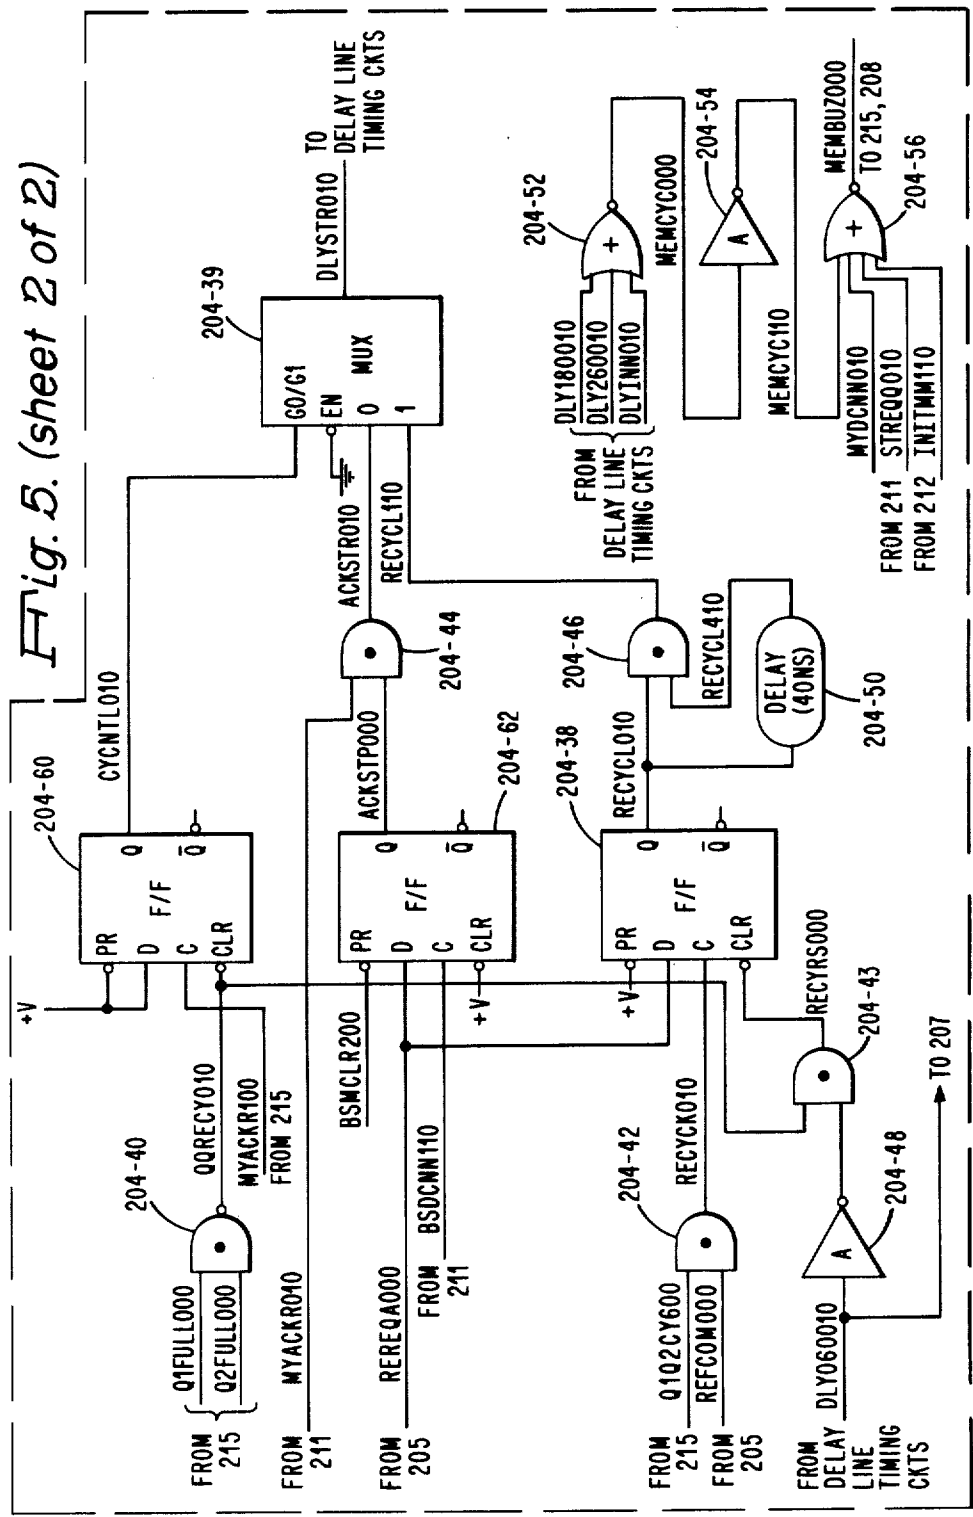 Fig. 5. (sheet 2 of 2)
204-60
+V
PR
D
C
CLR
F/F
Q
Q̅
CYCNTL010
204-40
Q1FULL000
Q2FULL000
FROM
215
QQRECY010
MYACKR100
FROM 215
204-39
G0/G1
EN
0
1
MUX
DLYSTR010
TO
DELAY LINE
TIMING CKTS
ACKSTR010
RECYCL110
204-44
MYACKR010
FROM
211
BSMCLR200
REREQA000
FROM
205
BSDCNN110
FROM
211
PR
D
C
CLR
+V
F/F
Q
Q̅
204-62
ACKSTP000
204-38
+V
PR
D
C
CLR
F/F
Q
Q̅
RECYCL010
204-46
RECYCL410
DELAY
(40NS)
204-50
204-42
Q1Q2CY600
REFCOM000
FROM
215
FROM
205
RECYCK010
RECYRS000
204-43
A
204-48
DLY060010
FROM
DELAY
LINE
TIMING
CKTS
TO 207
204-52
+
DLY180010
DLY260010
DLYINN010
FROM
DELAY LINE
TIMING CKTS
MEMCYC000
204-54
A
MEMCYC110
+
204-56
MYDCNN010
FROM 211 STREQQ010
FROM 212 INITMM110
MEMBUZ000
TO 215, 208